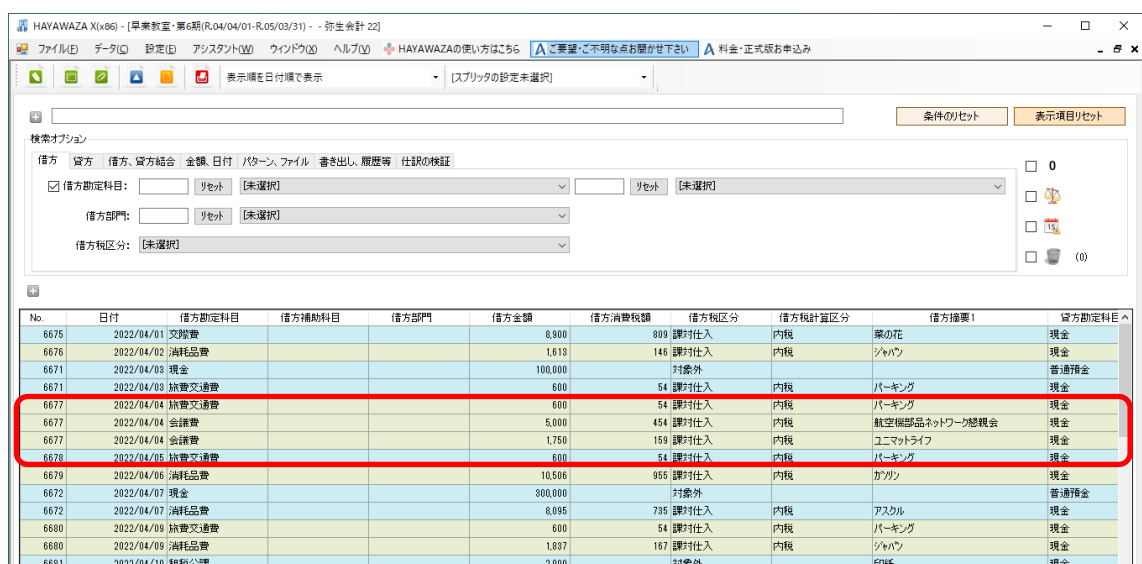 HAYAWAZA X(x86) - [早業教室・第6期(R.04/04/01-R.05/03/31) - - 弥生会計 22]
ファイル(F) データ(C) 設定(E) アシスタント(W) ウィンドウ(X) ヘルプ(V) HAYAWAZAの使い方はこちら ご要望・ご不明な点お聞かせ下さい 料金・正式版お申込み
表示順を日付順で表示 [スプリッタの設定未選択]
条件のリセット 表示項目リセット
検索オプション
借方 貸方 借方、貸方結合 金額、日付 パターン、ファイル 書き出し、履歴等 仕訳の検証
0
借方勘定科目: リセット [未選択] リセット [未選択]
借方部門: リセット [未選択]
15
借方税区分: [未選択]
(0)
No. 日付 借方勘定科目 借方補助科目 借方部門 借方金額 借方消費税額 借方税区分 借方税計算区分 借方摘要1 貸方勘定科目
6675 2022/04/01 交際費 8,900 809 課対仕入 内税 菜の花 現金
6676 2022/04/02 消耗品費 1,613 146 課対仕入 内税 ジャパン 現金
6671 2022/04/03 現金 100,000 対象外 普通預金
6671 2022/04/03 旅費交通費 600 54 課対仕入 内税 パーキング 現金
6677 2022/04/04 旅費交通費 600 54 課対仕入 内税 パーキング 現金
6677 2022/04/04 会議費 5,000 454 課対仕入 内税 航空機部品ネットワーク懇親会 現金
6677 2022/04/04 会議費 1,750 159 課対仕入 内税 ユニマットライフ 現金
6678 2022/04/05 旅費交通費 600 54 課対仕入 内税 パーキング 現金
6679 2022/04/06 消耗品費 10,506 955 課対仕入 内税 ガソリン 現金
6672 2022/04/07 現金 300,000 対象外 普通預金
6672 2022/04/07 消耗品費 8,095 735 課対仕入 内税 アスクル 現金
6680 2022/04/09 旅費交通費 600 54 課対仕入 内税 パーキング 現金
6680 2022/04/09 消耗品費 1,837 167 課対仕入 内税 ジャパン 現金
6681 2022/04/10 租税公課 2,000 対象外 印紙 現金